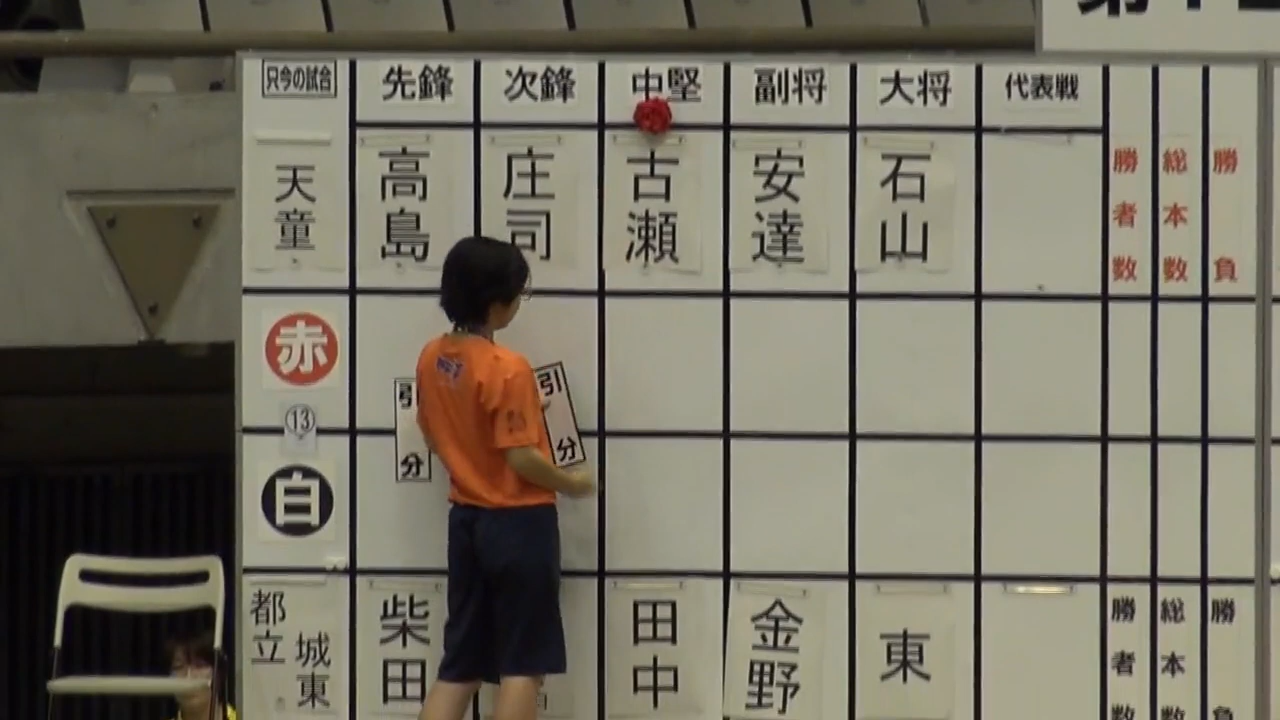 只今の試合 先鋒 次鋒 中堅 副将 大将 代表戦
天童 高島 庄司 古瀬 安達 石山 勝者数 総本数 勝負
赤
引分 引分
⑬
白
都立城東 柴田 田中 金野 東 勝者数 総本数 勝